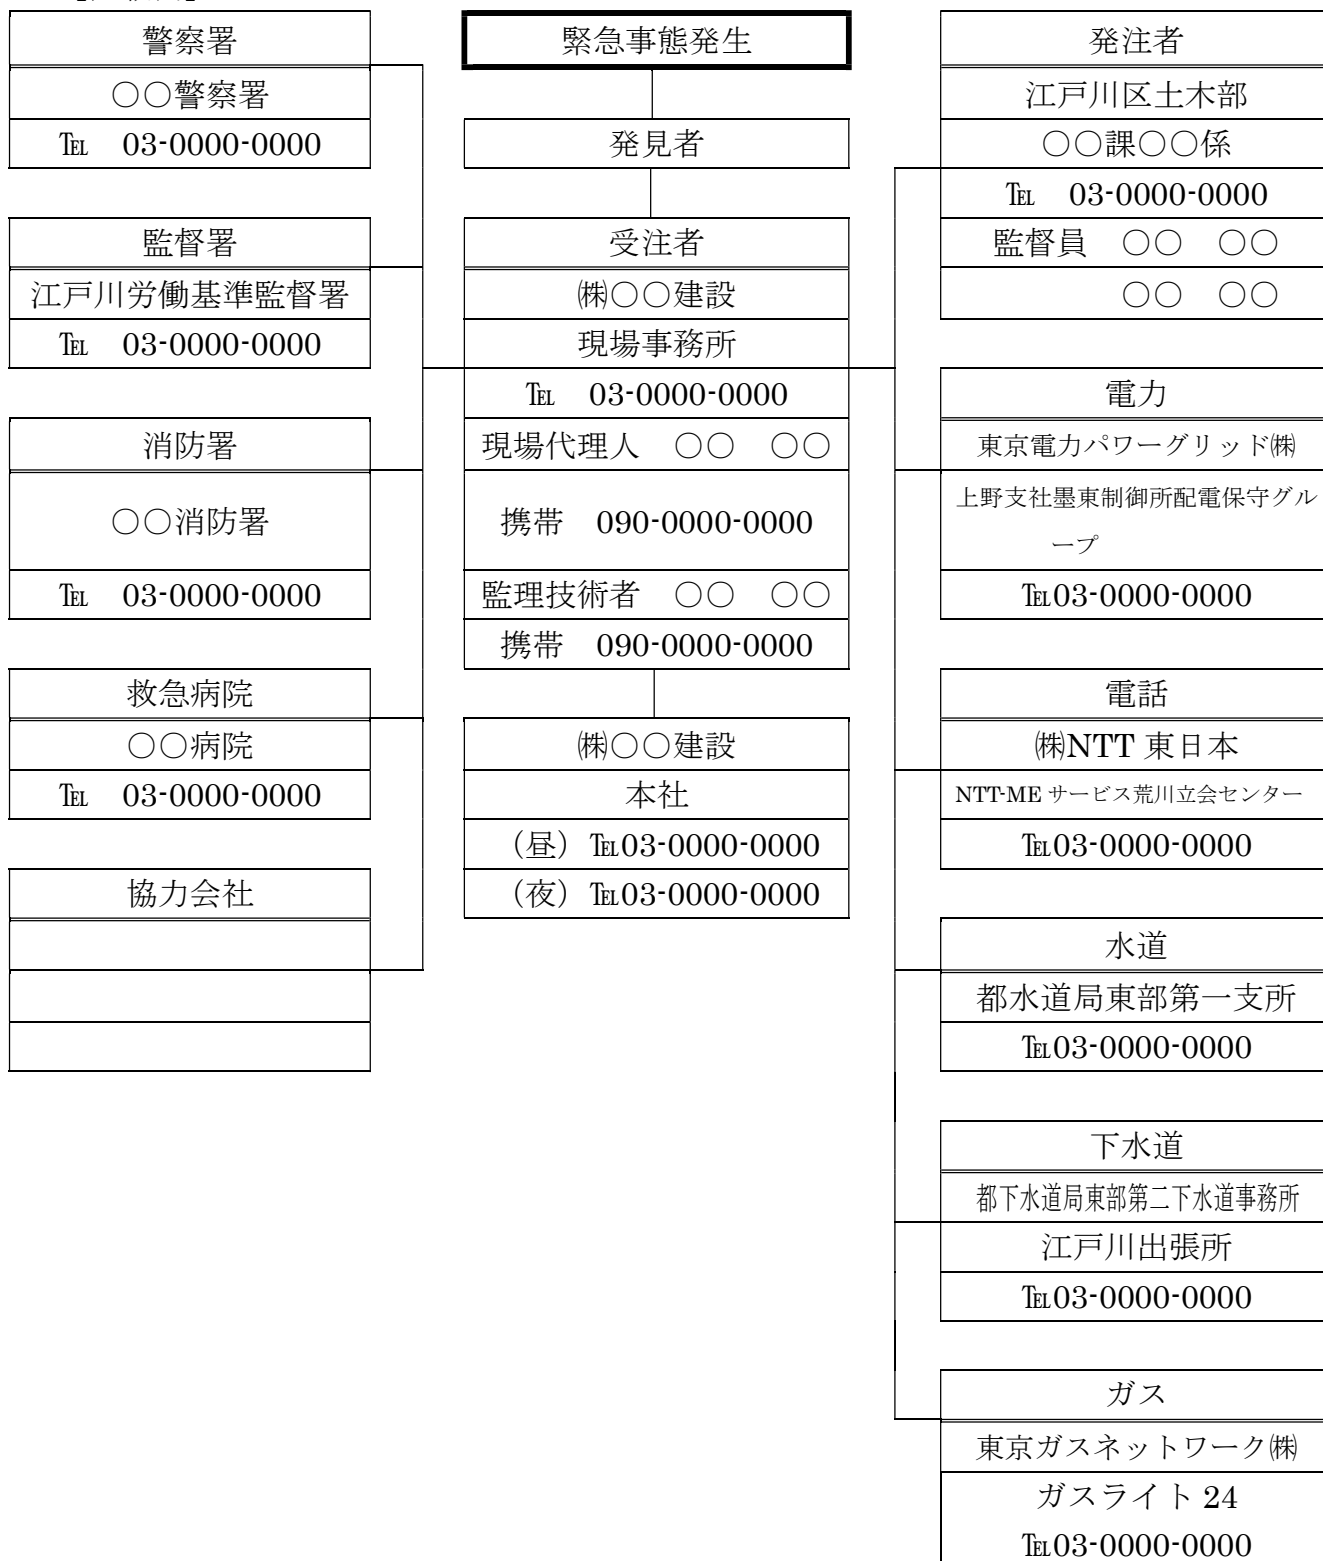 警察署
○○警察署
℡ 03-0000-0000
監督署
江戸川労働基準監督署
℡ 03-0000-0000
消防署
○○消防署
℡ 03-0000-0000
救急病院
○○病院
℡ 03-0000-0000
協力会社
緊急事態発生
発見者
受注者
㈱○○建設
現場事務所
℡ 03-0000-0000
現場代理人 ○○ ○○
携帯 090-0000-0000
監理技術者 ○○ ○○
携帯 090-0000-0000
㈱○○建設
本社
（昼）℡03-0000-0000
（夜）℡03-0000-0000
発注者
江戸川区土木部
○○課○○係
℡ 03-0000-0000
監督員 ○○ ○○
○○ ○○
電力
東京電力パワーグリッド㈱
上野支社墨東制御所配電保守グル
ープ
℡03-0000-0000
電話
㈱NTT 東日本
NTT-ME サービス荒川立会センター
℡03-0000-0000
水道
都水道局東部第一支所
℡03-0000-0000
下水道
都下水道局東部第二下水道事務所
江戸川出張所
℡03-0000-0000
ガス
東京ガスネットワーク㈱
ガスライト 24
℡03-0000-0000